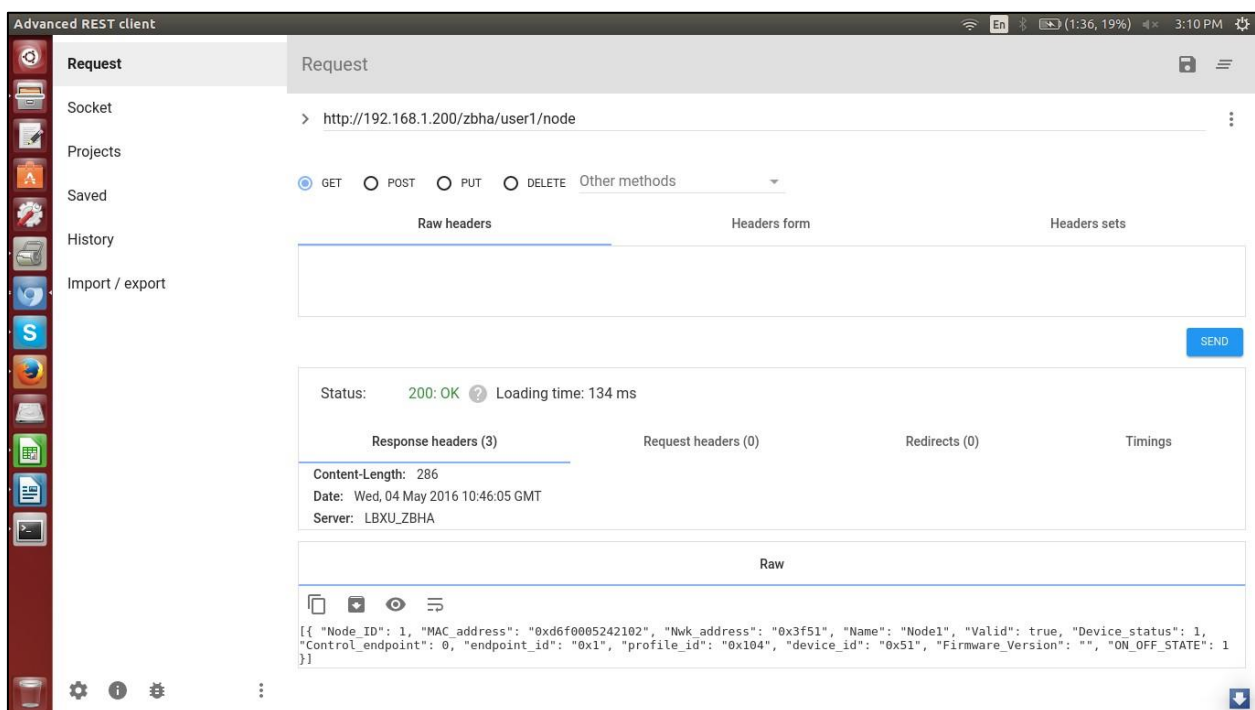 Advanced REST client
En
(1:36, 19%)
3:10 PM
Request
Socket
Projects
Saved
History
Import / export
Request
http://192.168.1.200/zbha/user1/node
GET POST PUT DELETE Other methods
Raw headers Headers form Headers sets
SEND
Status: 200: OK ? Loading time: 134 ms
Response headers (3) Request headers (0) Redirects (0) Timings
Content-Length: 286
Date: Wed, 04 May 2016 10:46:05 GMT
Server: LBXU_ZBHA
Raw
[{ "Node_ID": 1, "MAC_address": "0xd6f0005242102", "Nwk_address": "0x3f51", "Name": "Node1", "Valid": true, "Device_status": 1,
"Control_endpoint": 0, "endpoint_id": "0x1", "profile_id": "0x104", "device_id": "0x51", "Firmware_Version": "", "ON_OFF_STATE": 1
}]